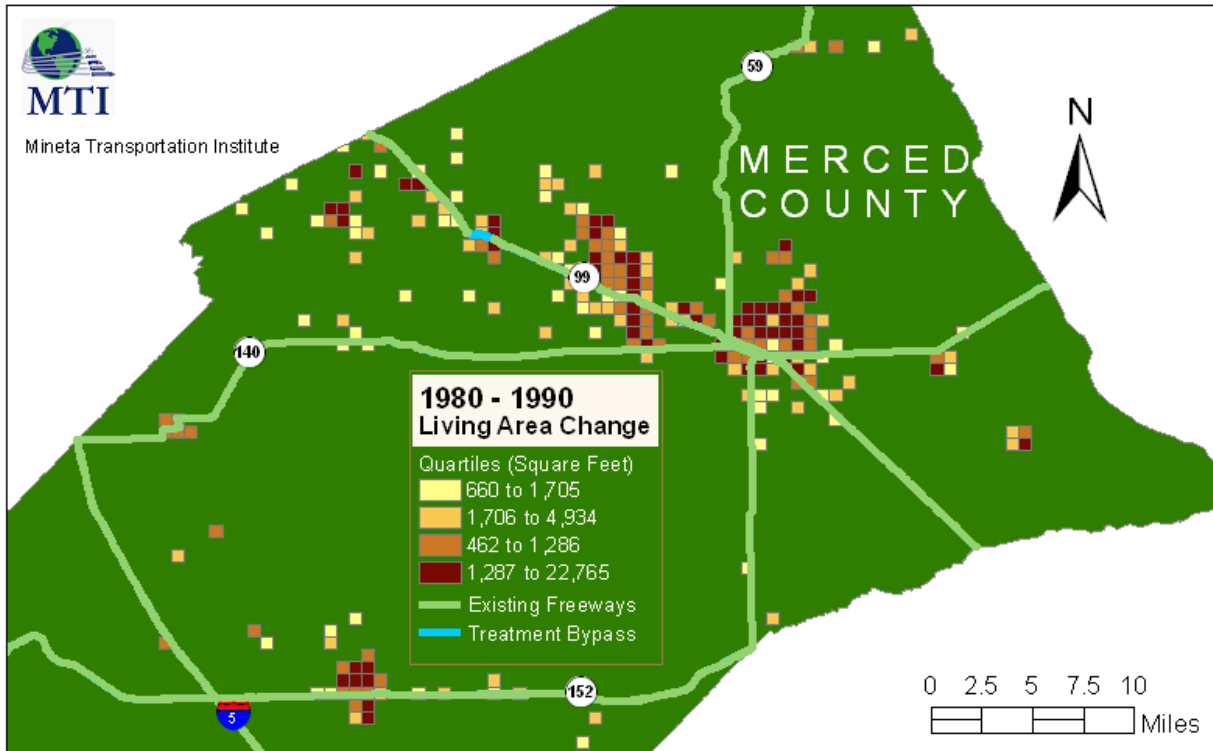 MTI
Mineta Transportation Institute
59
MERCED
COUNTY
N
99
140
1980 - 1990
Living Area Change
Quartiles (Square Feet)
660 to 1,705
1,706 to 4,934
462 to 1,286
1,287 to 22,765
Existing Freeways
Treatment Bypass
152
5
0 2.5 5 7.5 10
Miles